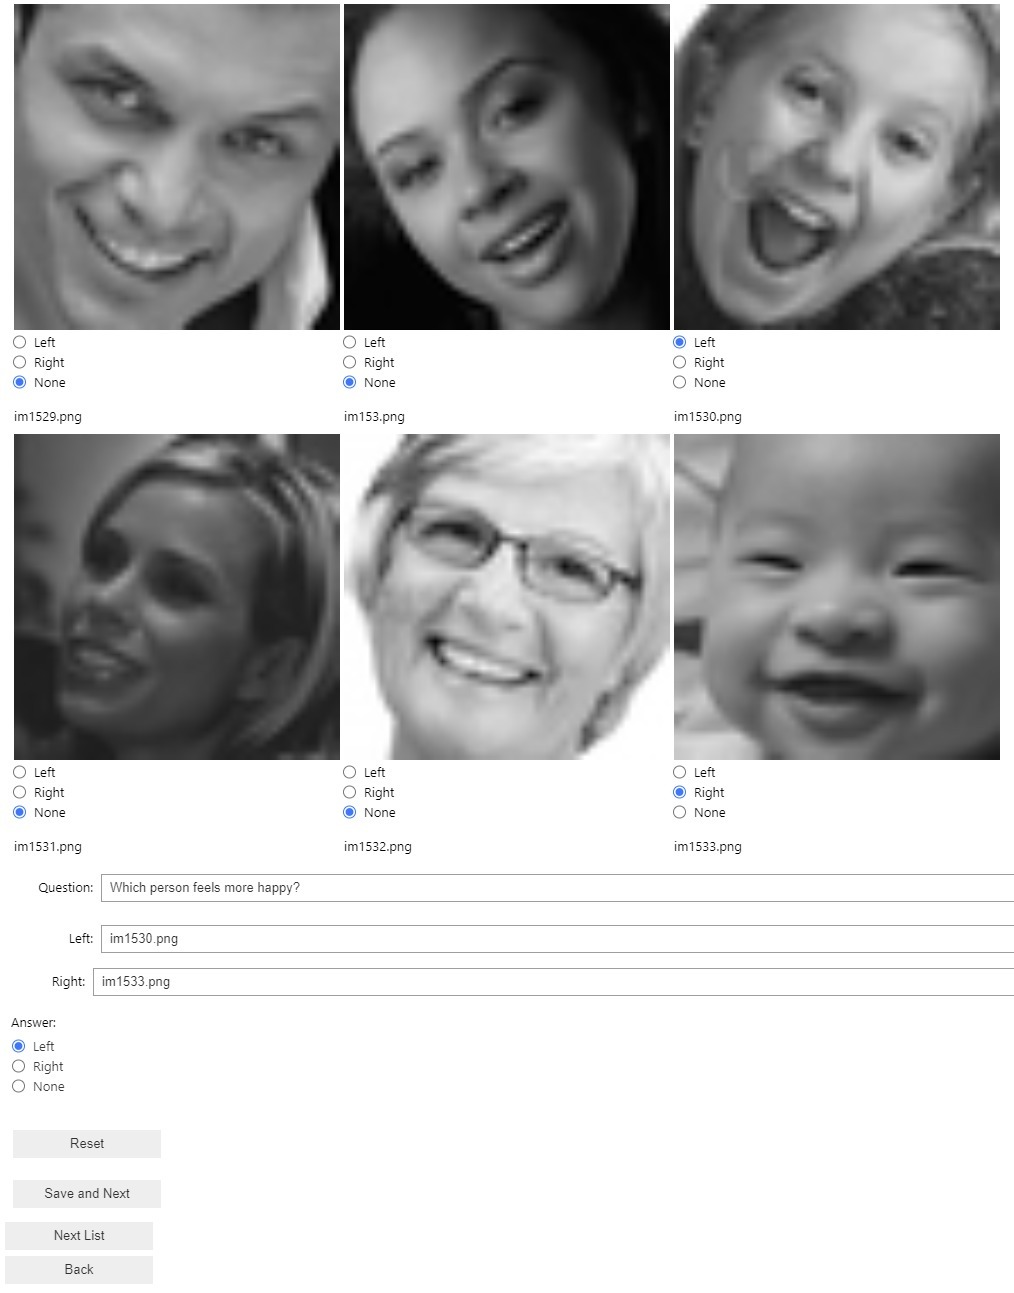 Left Left Left
Right Right Right
None None None
im1529.png im153.png im1530.png
Left Left Left
Right Right Right
None None None
im1531.png im1532.png im1533.png
Question: Which person feels more happy?
Left: im1530.png
Right: im1533.png
Answer:
Left
Right
None
Reset
Save and Next
Next List
Back